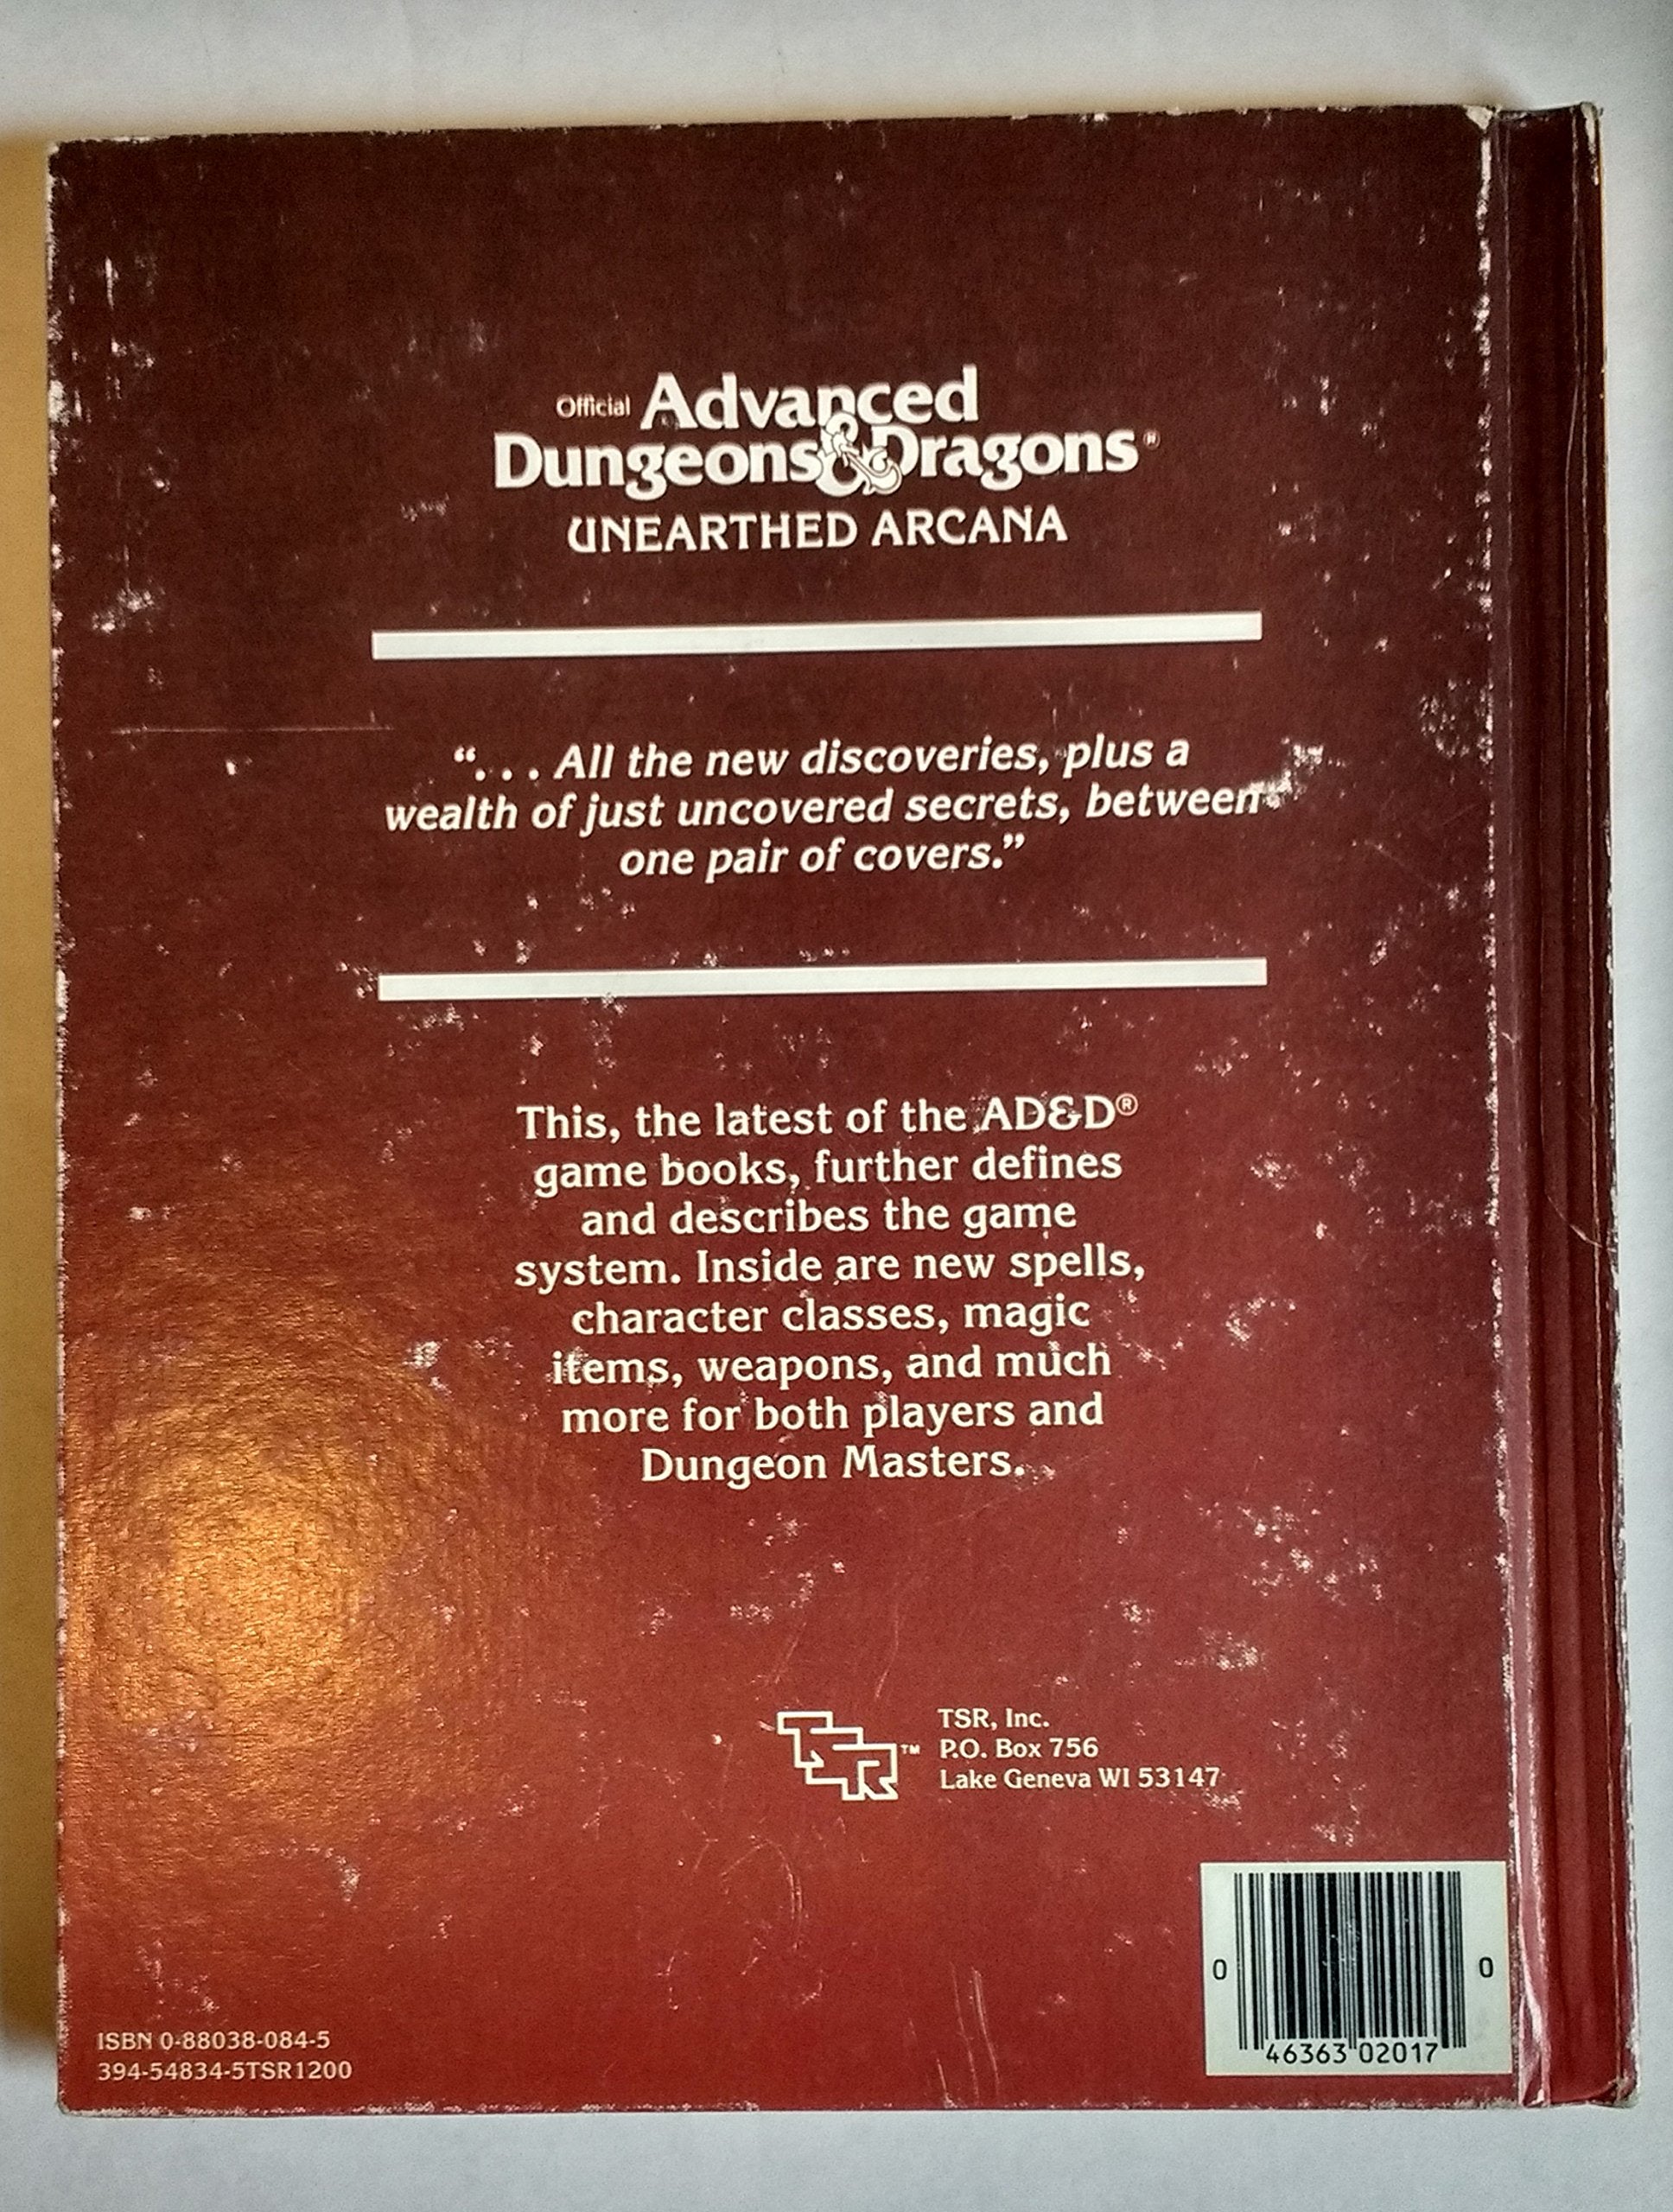 Official Advanced
Dungeons & Dragons®
UNEARTHED ARCANA
“. . . All the new discoveries, plus a
wealth of just uncovered secrets, between
one pair of covers.”
This, the latest of the AD&D®
game books, further defines
and describes the game
system. Inside are new spells,
character classes, magic
items, weapons, and much
more for both players and
Dungeon Masters.
TSR™
TSR, Inc.
P.O. Box 756
Lake Geneva WI 53147
ISBN 0-88038-084-5
394-54834-5TSR1200
0 46363 02017 0